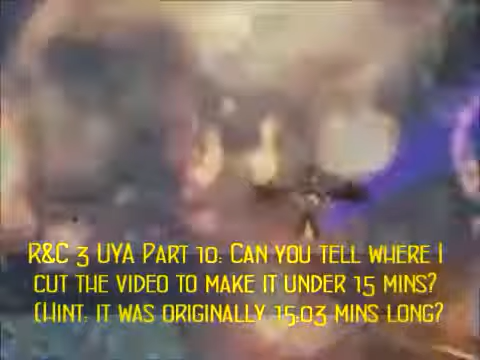 R&C 3 UYA Part 10: Can you tell where I
cut the video to make it under 15 mins?
(Hint: it was originally 15:03 mins long?